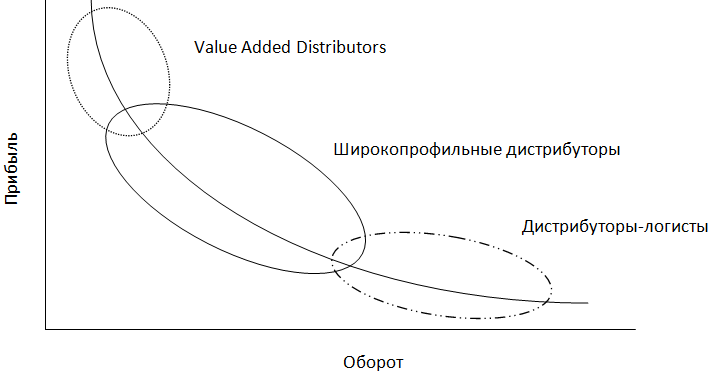 Value Added Distributors
Широкопрофильные дистрибуторы
Прибыль
Дистрибуторы-логисты
Оборот